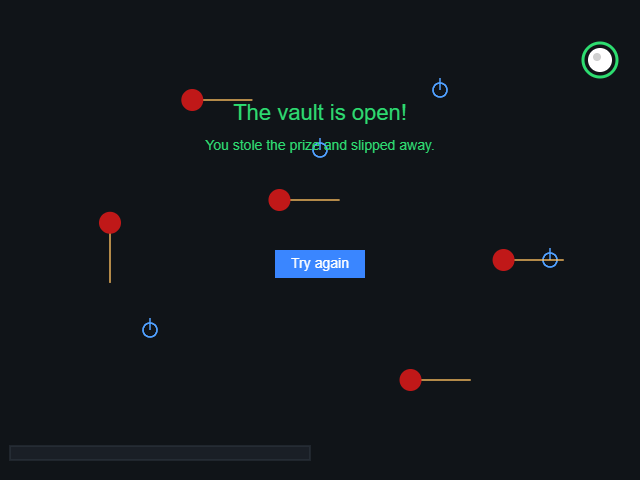 The vault is open!
You stole the prize and slipped away.
Try again